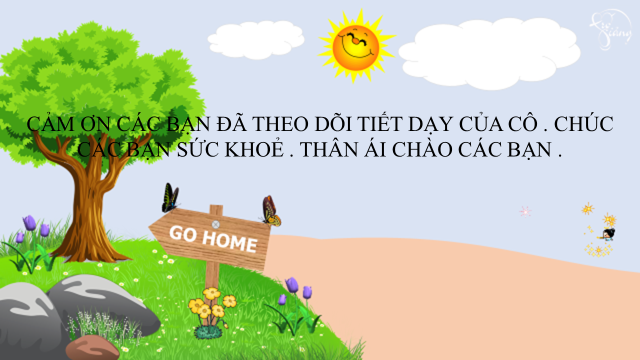 CẢM ƠN CÁC BẠN ĐÃ THEO DÕI TIẾT DẠY CỦA CÔ . CHÚC
CÁC BẠN SỨC KHOẺ . THÂN ÁI CHÀO CÁC BẠN .
GO HOME